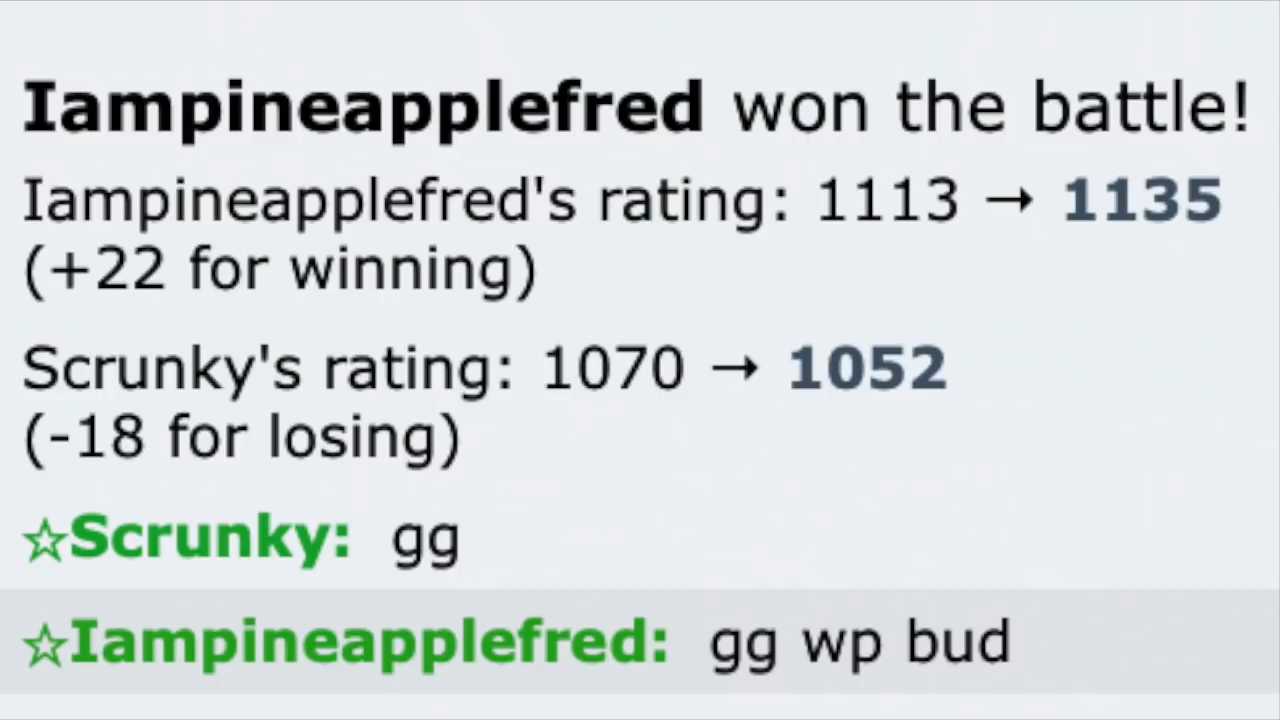 Iampineapplefred won the battle!
Iampineapplefred's rating: 1113 → 1135
(+22 for winning)
Scrunky's rating: 1070 → 1052
(-18 for losing)
☆Scrunky: gg
☆Iampineapplefred: gg wp bud